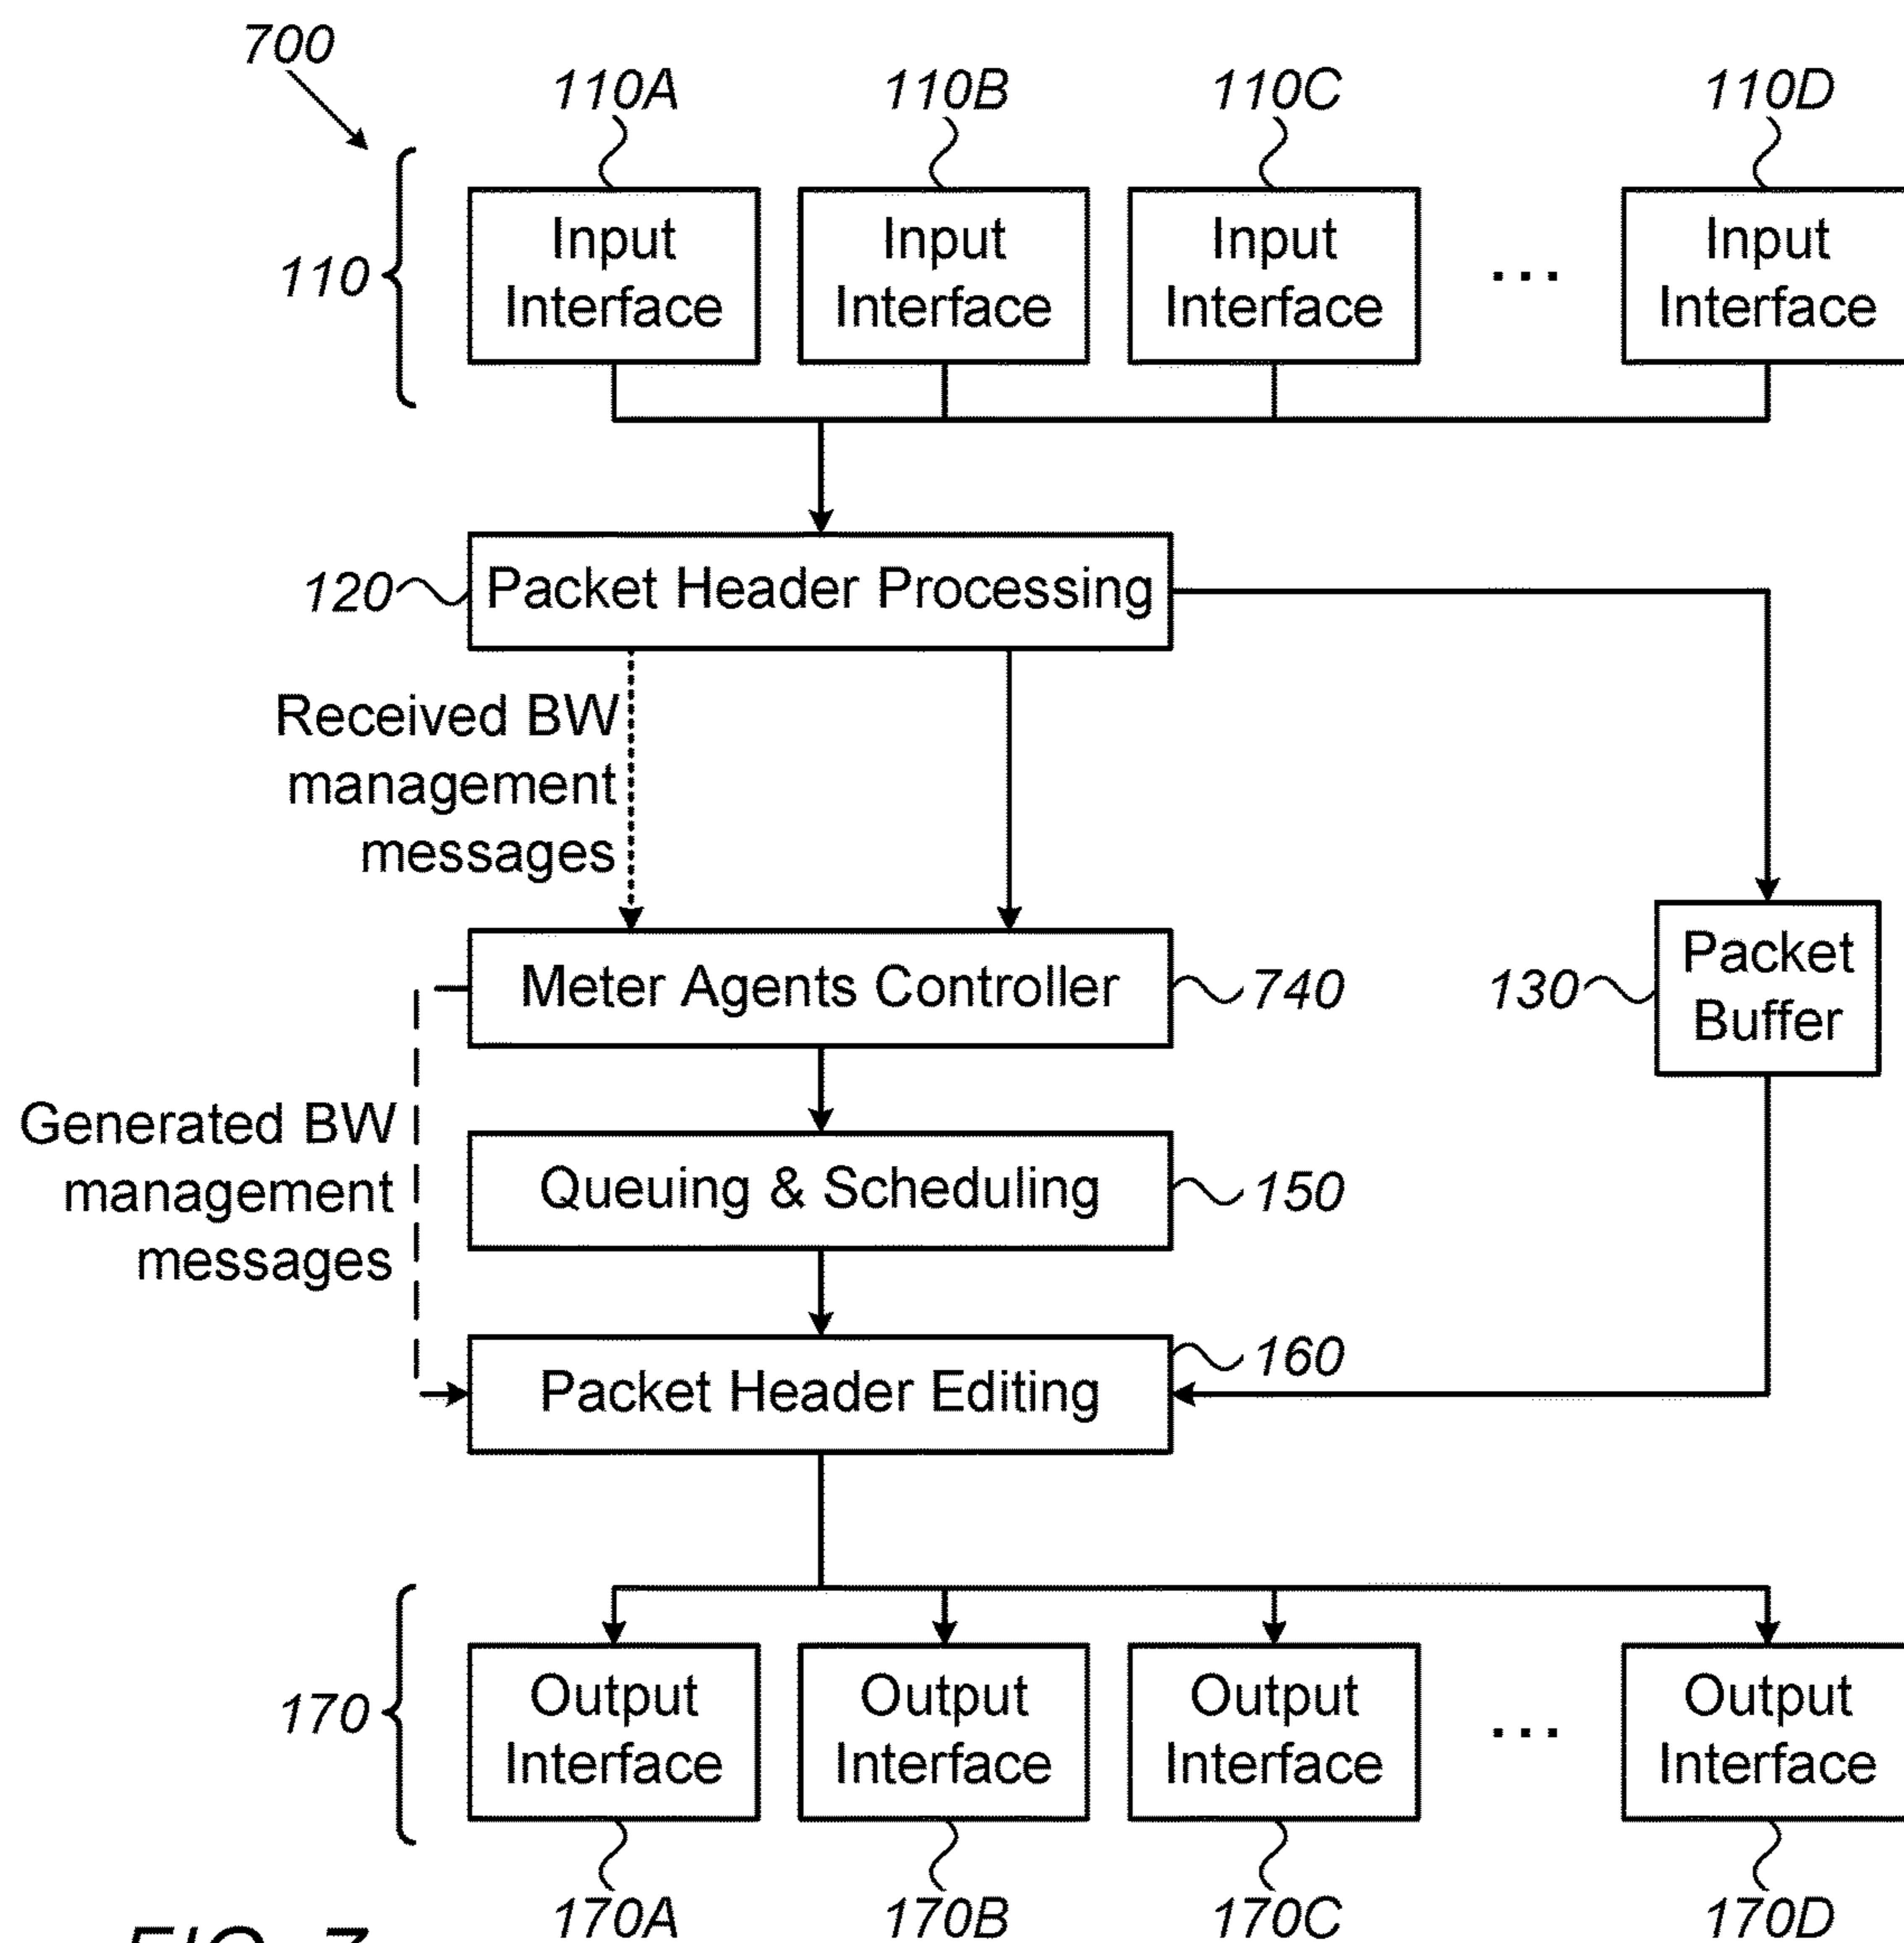 700
110A 110B 110C 110D
110
Input
Interface
Input
Interface
Input
Interface
...
Input
Interface
120
Packet Header Processing
Received BW
management
messages
Meter Agents Controller
740
130
Packet
Buffer
Generated BW
management
messages
Queuing & Scheduling
150
Packet Header Editing
160
170
Output
Interface
Output
Interface
Output
Interface
...
Output
Interface
170A 170B 170C 170D
FIG. 7